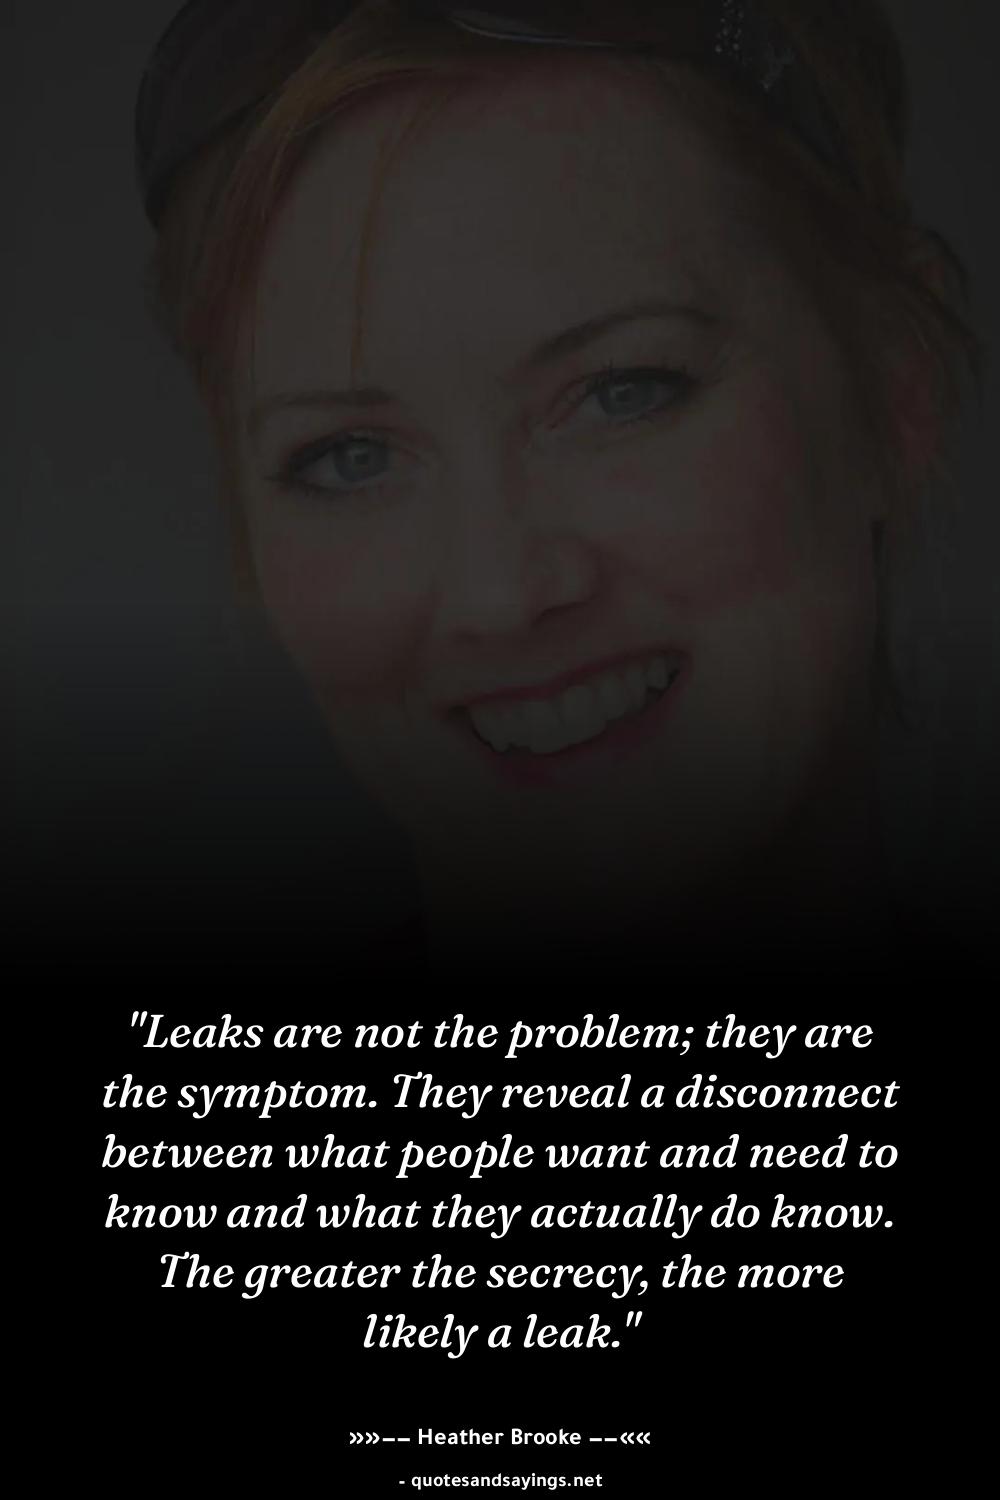 "Leaks are not the problem; they are
the symptom. They reveal a disconnect
between what people want and need to
know and what they actually do know.
The greater the secrecy, the more
likely a leak."
»»–– Heather Brooke ––««
- quotesandsayings.net